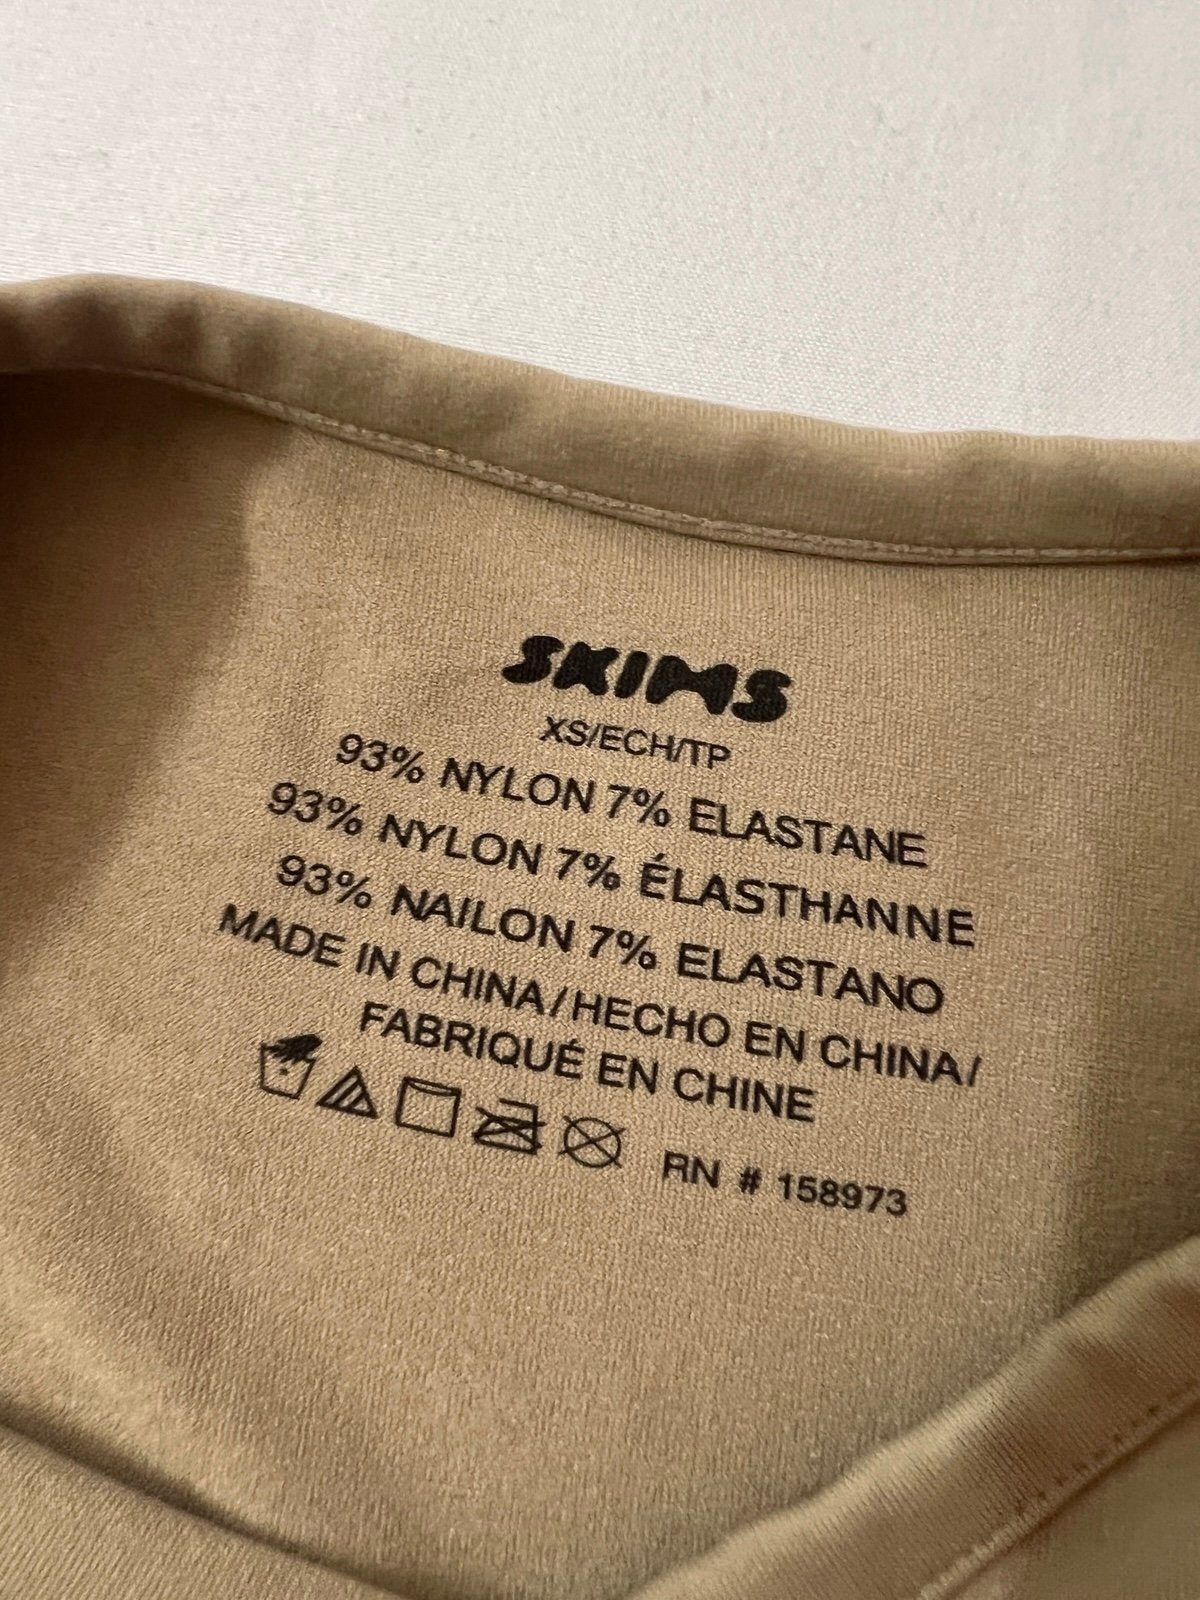 SKIMS
XS/ECH/TP
93% NYLON 7% ELASTANE
93% NYLON 7% ÉLASTHANNE
93% NAILON 7% ELASTANO
MADE IN CHINA/HECHO EN CHINA/
FABRIQUÉ EN CHINE
RN # 158973